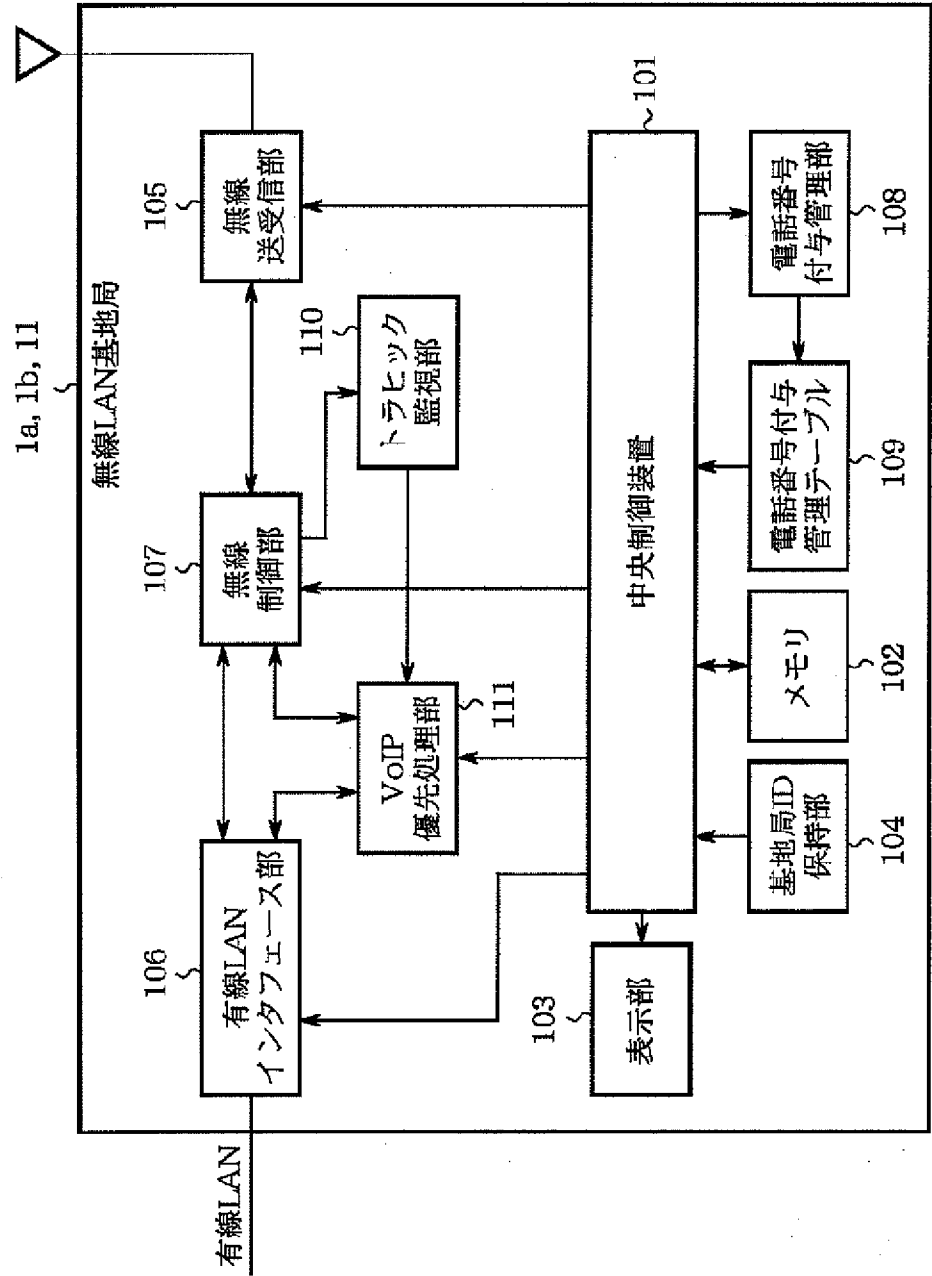 1a, 1b, 11
無線LAN基地局
有線LAN
106
有線LAN
インタフェース部
107
無線
制御部
105
無線
送受信部
110
トラヒック
監視部
VoIP
優先処理部
111
101
中央制御装置
103
表示部
基地局ID
保持部
104
メモリ
102
電話番号付与
管理テーブル
109
電話番号
付与管理部
108